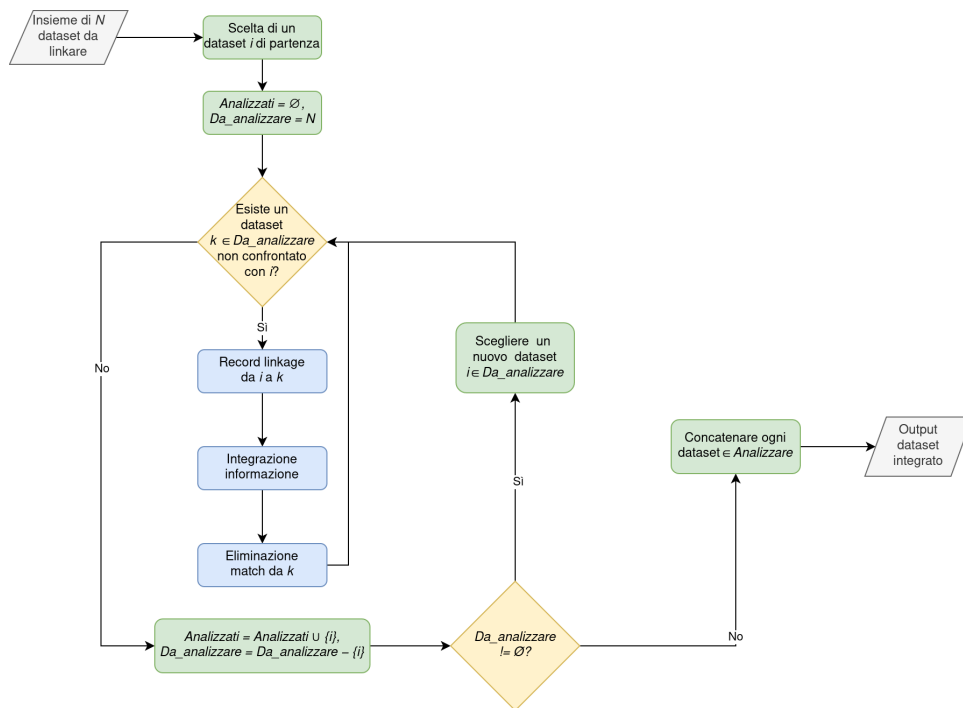 Insieme di N
dataset da
linkare
Scelta di un
dataset i di partenza
Analizzati = ∅ ,
Da_analizzare = N
Esiste un
dataset
k ∈ Da_analizzare
non confrontato
con i?
Sì
No
Record linkage
da i a k
Integrazione
informazione
Eliminazione
match da k
Analizzati = Analizzati ∪ {i},
Da_analizzare = Da_analizzare – {i}
Da_analizzare
!= Ø?
Sì
Scegliere un
nuovo dataset
i ∈ Da_analizzare
No
Concatenare ogni
dataset ∈ Analizzare
Output
dataset
integrato